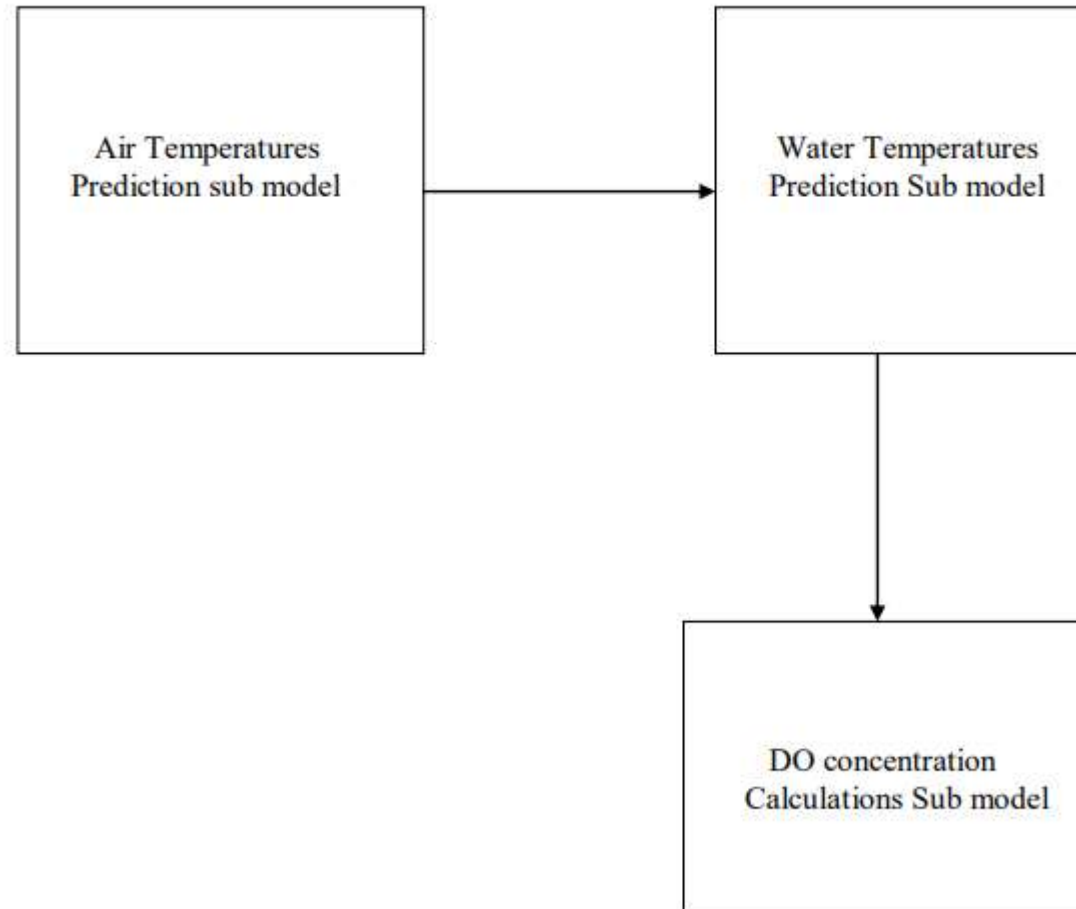 Air Temperatures
Prediction sub model
Water Temperatures
Prediction Sub model
DO concentration
Calculations Sub model